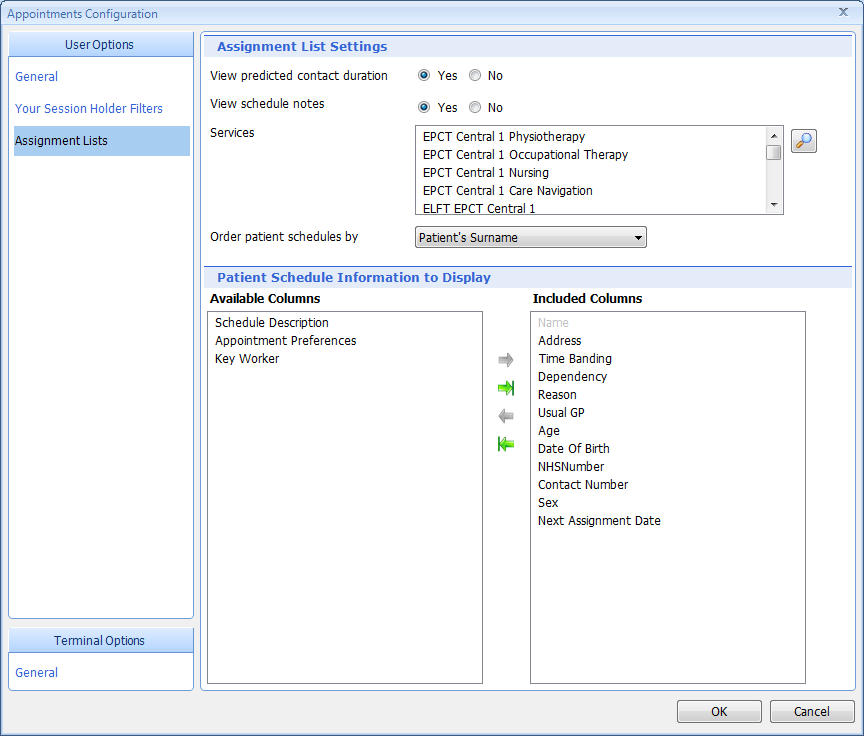 Appointments Configuration
User Options
General
Your Session Holder Filters
Assignment Lists
Terminal Options
General
Assignment List Settings
View predicted contact duration Yes No
View schedule notes Yes No
Services
EPCT Central 1 Physiotherapy
EPCT Central 1 Occupational Therapy
EPCT Central 1 Nursing
EPCT Central 1 Care Navigation
ELFT EPCT Central 1
Order patient schedules by Patient's Surname
Patient Schedule Information to Display
Available Columns
Schedule Description
Appointment Preferences
Key Worker
Included Columns
Name
Address
Time Banding
Dependency
Reason
Usual GP
Age
Date Of Birth
NHSNumber
Contact Number
Sex
Next Assignment Date
OK Cancel